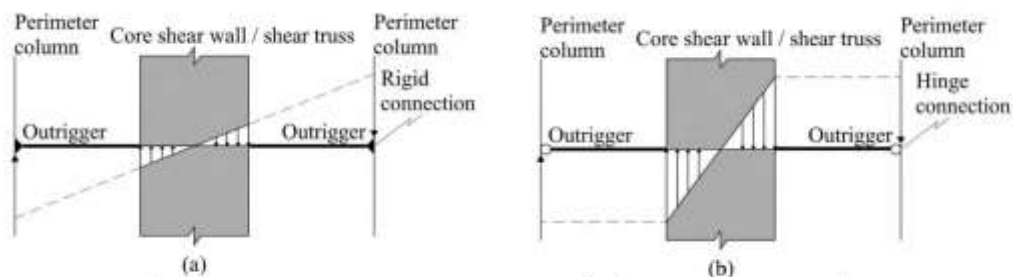 Perimeter
column
Core shear wall / shear truss
Perimeter
column
Rigid
connection
Outrigger
Outrigger
(a)
Perimeter
column
Core shear wall / shear truss
Perimeter
column
Hinge
connection
Outrigger
Outrigger
(b)